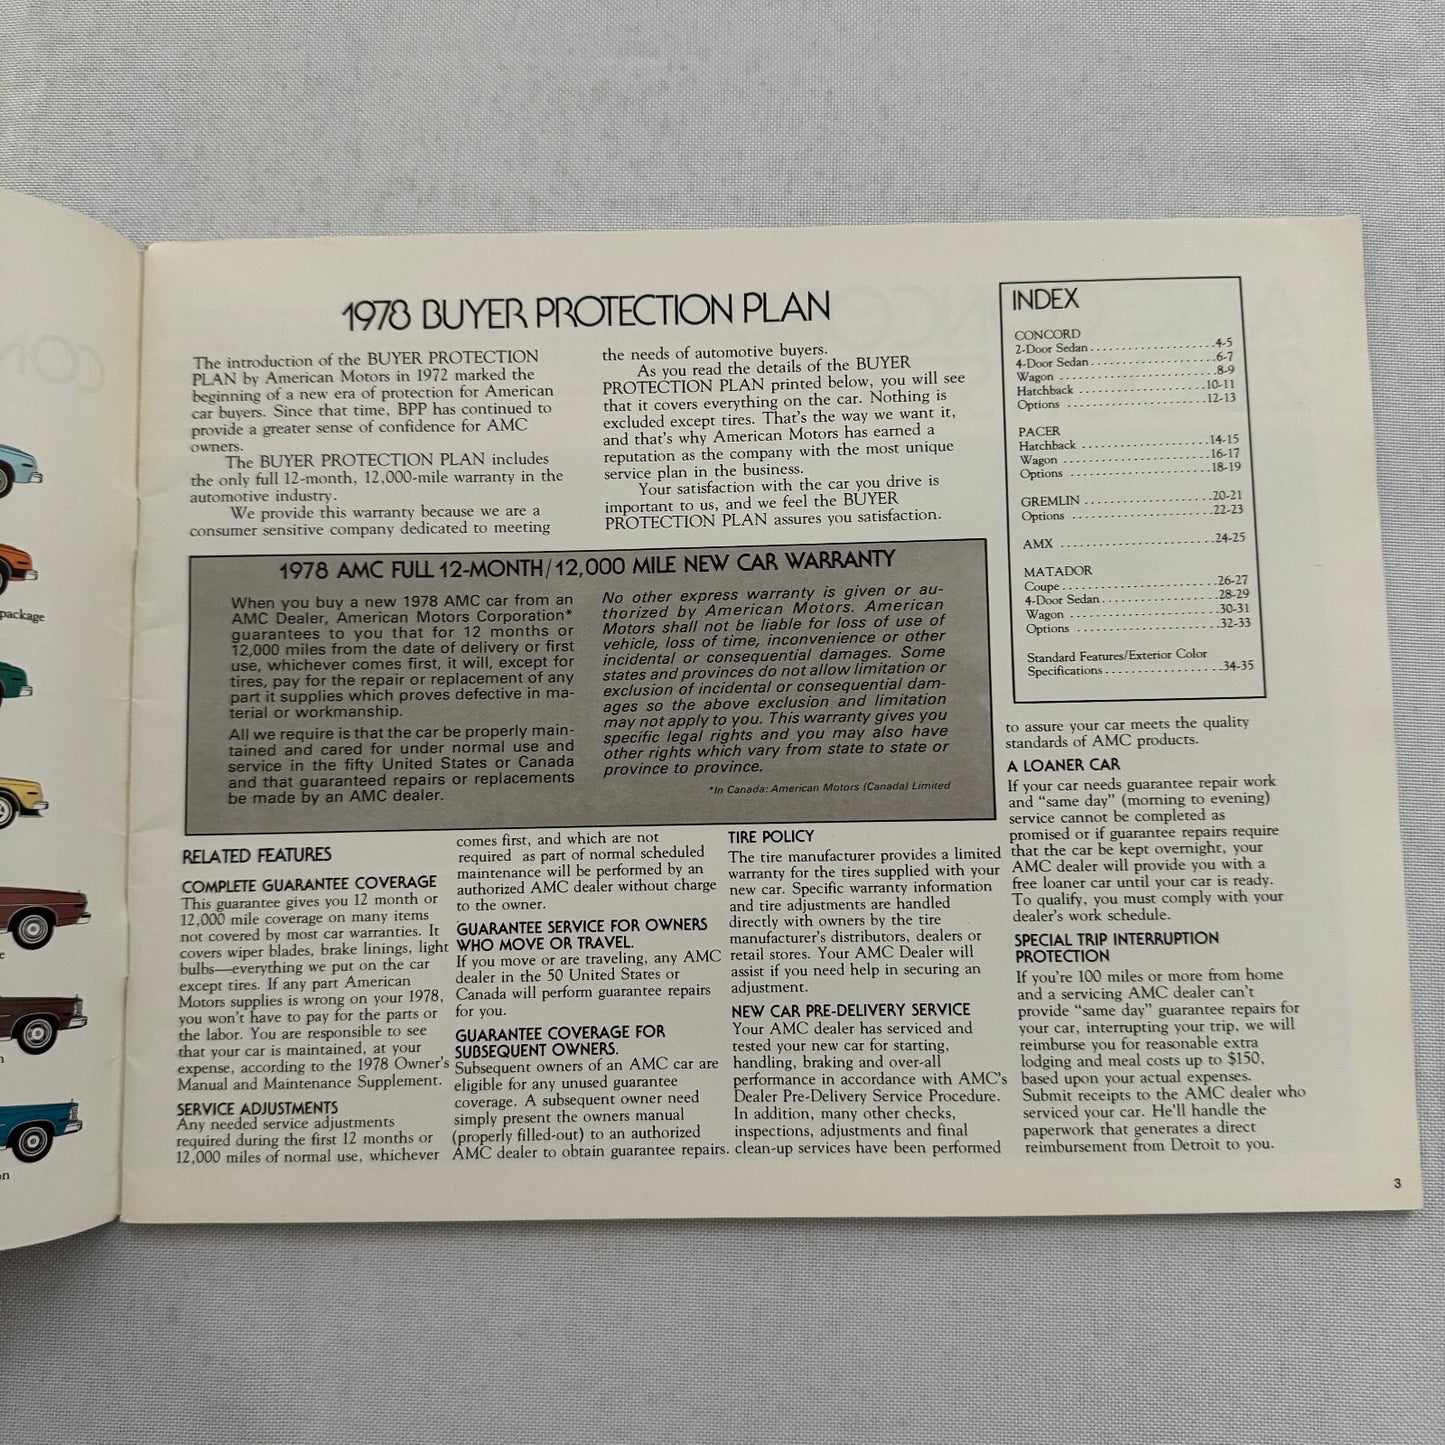 package
e
n
on
1978 BUYER PROTECTION PLAN
The introduction of the BUYER PROTECTION
PLAN by American Motors in 1972 marked the
beginning of a new era of protection for American
car buyers. Since that time, BPP has continued to
provide a greater sense of confidence for AMC
owners.
The BUYER PROTECTION PLAN includes
the only full 12-month, 12,000-mile warranty in the
automotive industry.
We provide this warranty because we are a
consumer sensitive company dedicated to meeting
the needs of automotive buyers.
As you read the details of the BUYER
PROTECTION PLAN printed below, you will see
that it covers everything on the car. Nothing is
excluded except tires. That's the way we want it,
and that's why American Motors has earned a
reputation as the company with the most unique
service plan in the business.
Your satisfaction with the car you drive is
important to us, and we feel the BUYER
PROTECTION PLAN assures you satisfaction.
INDEX
CONCORD
2-Door Sedan....................4-5
4-Door Sedan....................6-7
Wagon .........................8-9
Hatchback .....................10-11
Options .......................12-13
PACER
Hatchback .....................14-15
Wagon .........................16-17
Options .......................18-19
GREMLIN .......................20-21
Options .......................22-23
AMX ...........................24-25
MATADOR
Coupe..........................26-27
4-Door Sedan...................28-29
Wagon .........................30-31
Options .......................32-33
Standard Features/Exterior Color
Specifications.................34-35
1978 AMC FULL 12-MONTH/12,000 MILE NEW CAR WARRANTY
When you buy a new 1978 AMC car from an
AMC Dealer, American Motors Corporation*
guarantees to you that for 12 months or
12,000 miles from the date of delivery or first
use, whichever comes first, it will, except for
tires, pay for the repair or replacement of any
part it supplies which proves defective in ma-
terial or workmanship.
All we require is that the car be properly main-
tained and cared for under normal use and
service in the fifty United States or Canada
and that guaranteed repairs or replacements
be made by an AMC dealer.
No other express warranty is given or au-
thorized by American Motors. American
Motors shall not be liable for loss of use of
vehicle, loss of time, inconvenience or other
incidental or consequential damages. Some
states and provinces do not allow limitation or
exclusion of incidental or consequential dam-
ages so the above exclusion and limitation
may not apply to you. This warranty gives you
specific legal rights and you may also have
other rights which vary from state to state or
province to province.
*In Canada: American Motors (Canada) Limited
RELATED FEATURES
COMPLETE GUARANTEE COVERAGE
This guarantee gives you 12 month or
12,000 mile coverage on many items
not covered by most car warranties. It
covers wiper blades, brake linings, light
bulbs—everything we put on the car
except tires. If any part American
Motors supplies is wrong on your 1978,
you won't have to pay for the parts or
the labor. You are responsible to see
that your car is maintained, at your
expense, according to the 1978 Owner's
Manual and Maintenance Supplement.
SERVICE ADJUSTMENTS
Any needed service adjustments
required during the first 12 months or
12,000 miles of normal use, whichever
comes first, and which are not
required as part of normal scheduled
maintenance will be performed by an
authorized AMC dealer without charge
to the owner.
GUARANTEE SERVICE FOR OWNERS
WHO MOVE OR TRAVEL.
If you move or are traveling, any AMC
dealer in the 50 United States or
Canada will perform guarantee repairs
for you.
GUARANTEE COVERAGE FOR
SUBSEQUENT OWNERS.
Subsequent owners of an AMC car are
eligible for any unused guarantee
coverage. A subsequent owner need
simply present the owners manual
(properly filled-out) to an authorized
AMC dealer to obtain guarantee repairs.
TIRE POLICY
The tire manufacturer provides a limited
warranty for the tires supplied with your
new car. Specific warranty information
and tire adjustments are handled
directly with owners by the tire
manufacturer's distributors, dealers or
retail stores. Your AMC Dealer will
assist if you need help in securing an
adjustment.
NEW CAR PRE-DELIVERY SERVICE
Your AMC dealer has serviced and
tested your new car for starting,
handling, braking and over-all
performance in accordance with AMC's
Dealer Pre-Delivery Service Procedure.
In addition, many other checks,
inspections, adjustments and final
clean-up services have been performed
to assure your car meets the quality
standards of AMC products.
A LOANER CAR
If your car needs guarantee repair work
and "same day" (morning to evening)
service cannot be completed as
promised or if guarantee repairs require
that the car be kept overnight, your
AMC dealer will provide you with a
free loaner car until your car is ready.
To qualify, you must comply with your
dealer's work schedule.
SPECIAL TRIP INTERRUPTION
PROTECTION
If you're 100 miles or more from home
and a servicing AMC dealer can't
provide "same day" guarantee repairs for
your car, interrupting your trip, we will
reimburse you for reasonable extra
lodging and meal costs up to $150,
based upon your actual expenses.
Submit receipts to the AMC dealer who
serviced your car. He'll handle the
paperwork that generates a direct
reimbursement from Detroit to you.
3